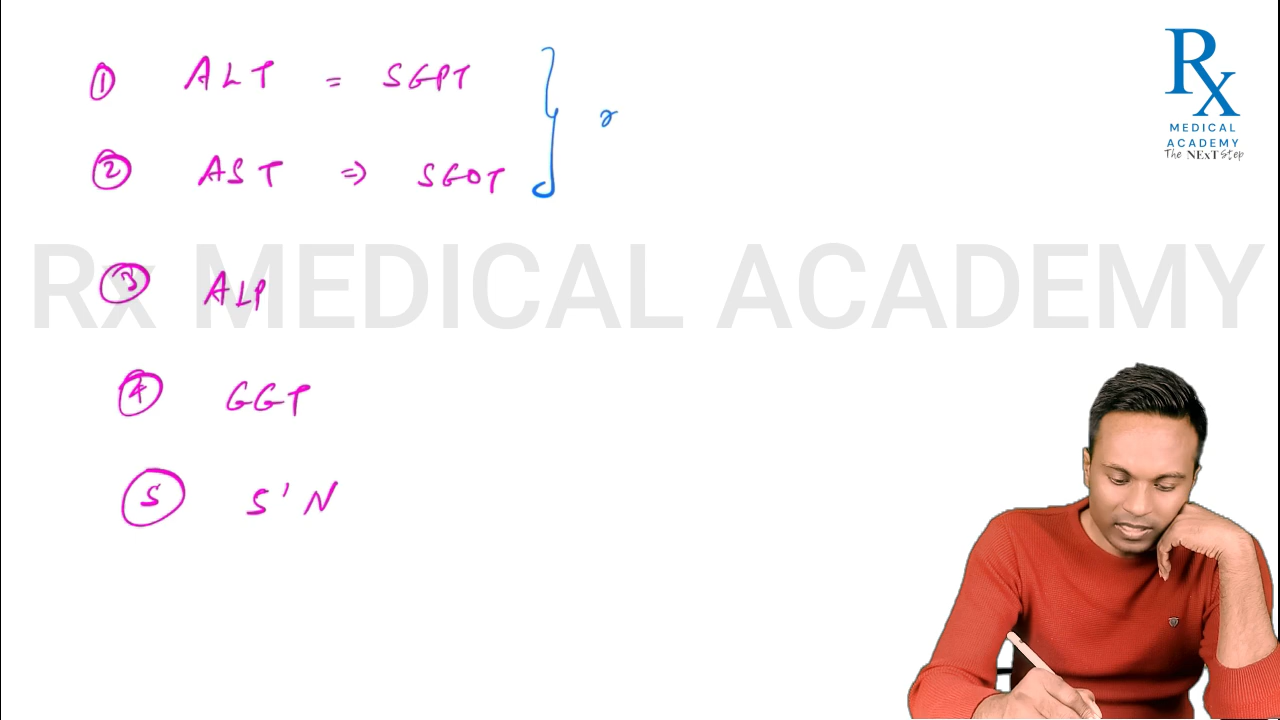 ① ALT = SGPT
② AST ⇒ SGOT
③ ALP
④ GGT
⑤ 5'N
Rx
MEDICAL
ACADEMY
The NExT Step
Rx MEDICAL ACADEMY